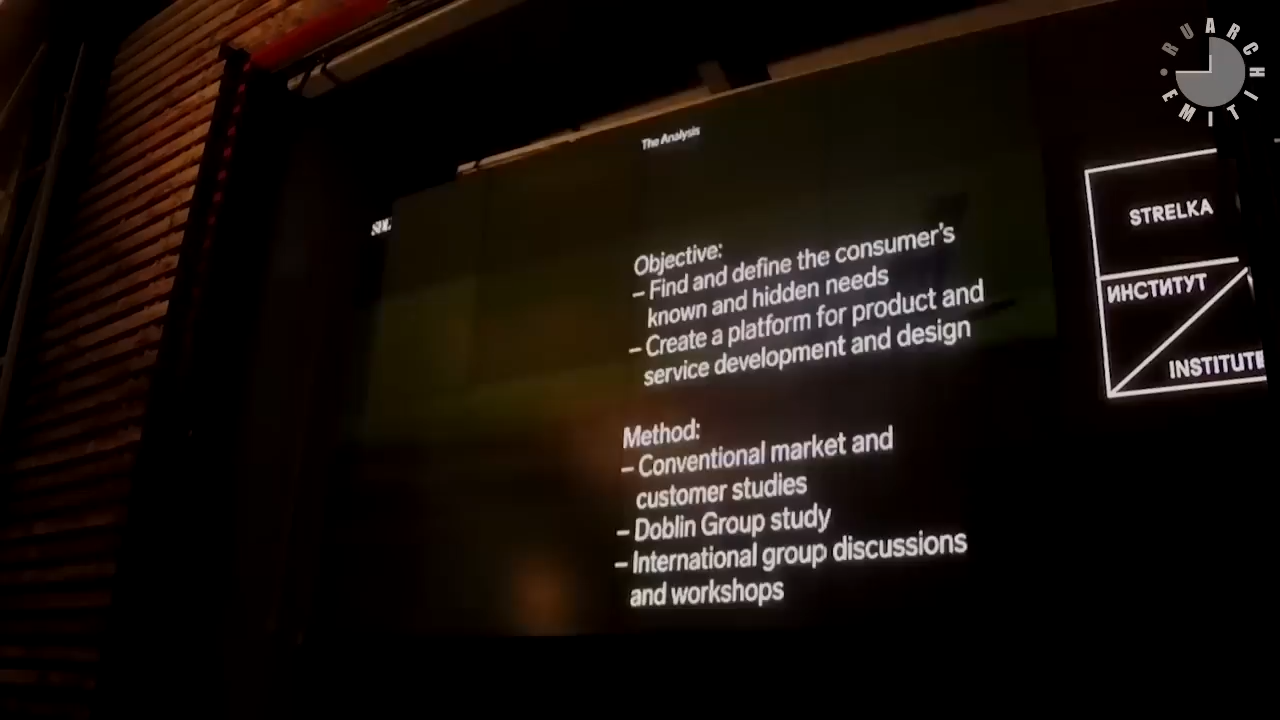 The Analysis
Objective:
– Find and define the consumer's
known and hidden needs
– Create a platform for product and
service development and design
Method:
– Conventional market and
customer studies
– Doblin Group study
– International group discussions
and workshops
STRELKA
ИНСТИТУТ
INSTITUTE
RUARCH
TIME